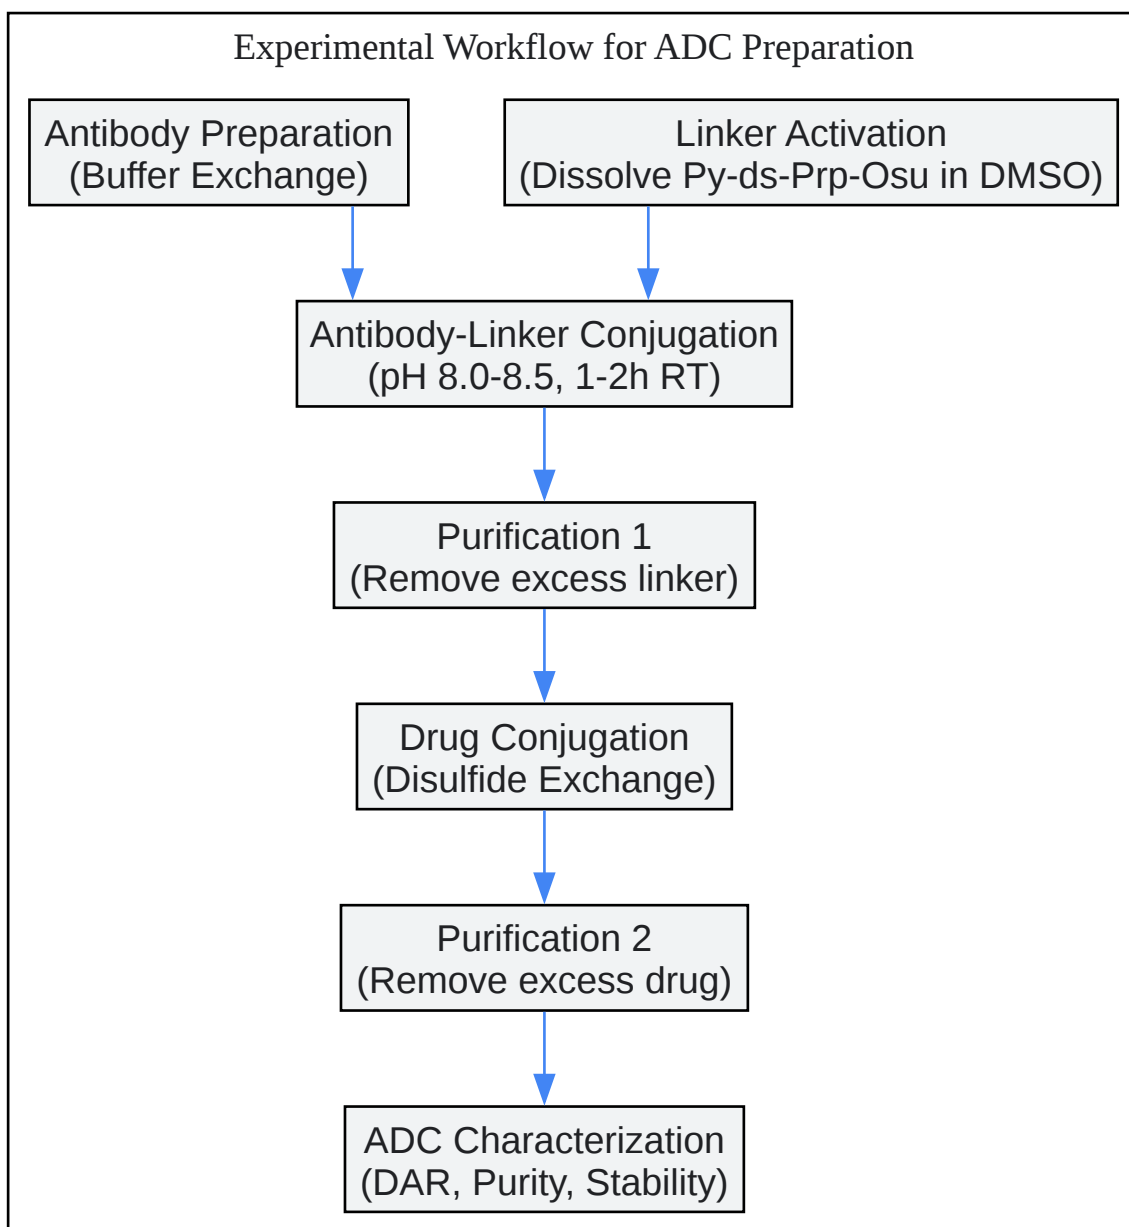 Experimental Workflow for ADC Preparation
Antibody Preparation
(Buffer Exchange)
Linker Activation
(Dissolve Py-ds-Prp-Osu in DMSO)
Antibody-Linker Conjugation
(pH 8.0-8.5, 1-2h RT)
Purification 1
(Remove excess linker)
Drug Conjugation
(Disulfide Exchange)
Purification 2
(Remove excess drug)
ADC Characterization
(DAR, Purity, Stability)